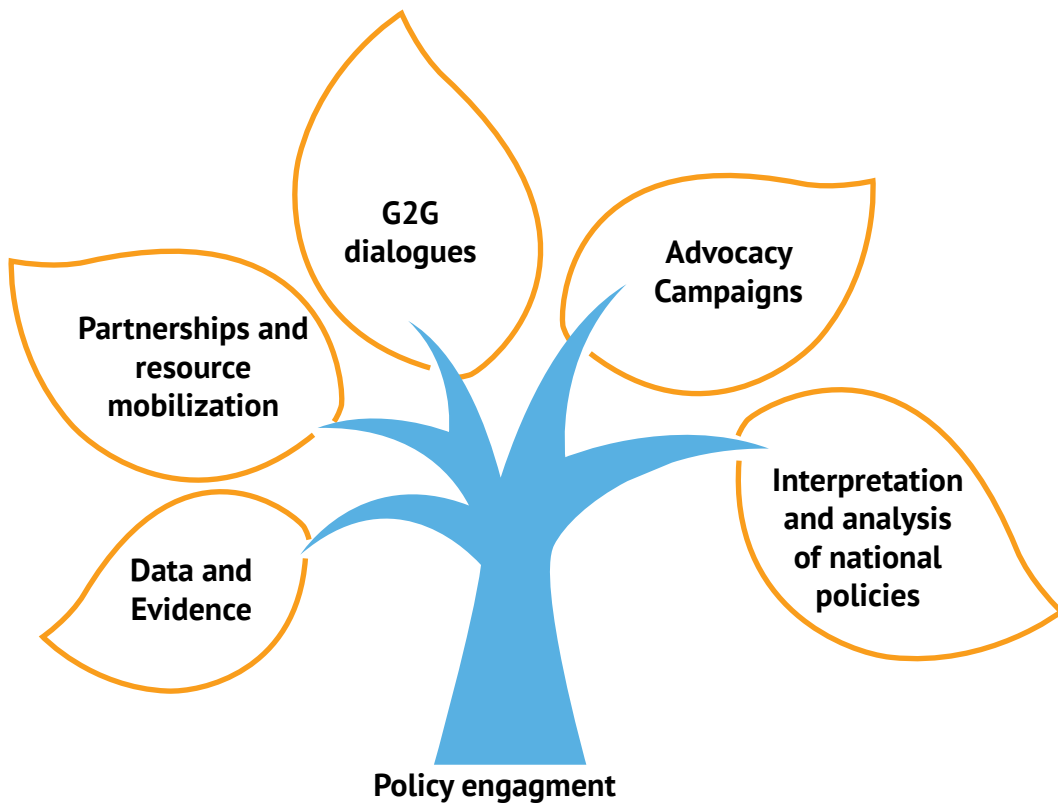 G2G
dialogues
Advocacy
Campaigns
Partnerships and
resource
mobilization
Interpretation
and analysis
of national
policies
Data and
Evidence
Policy engagment